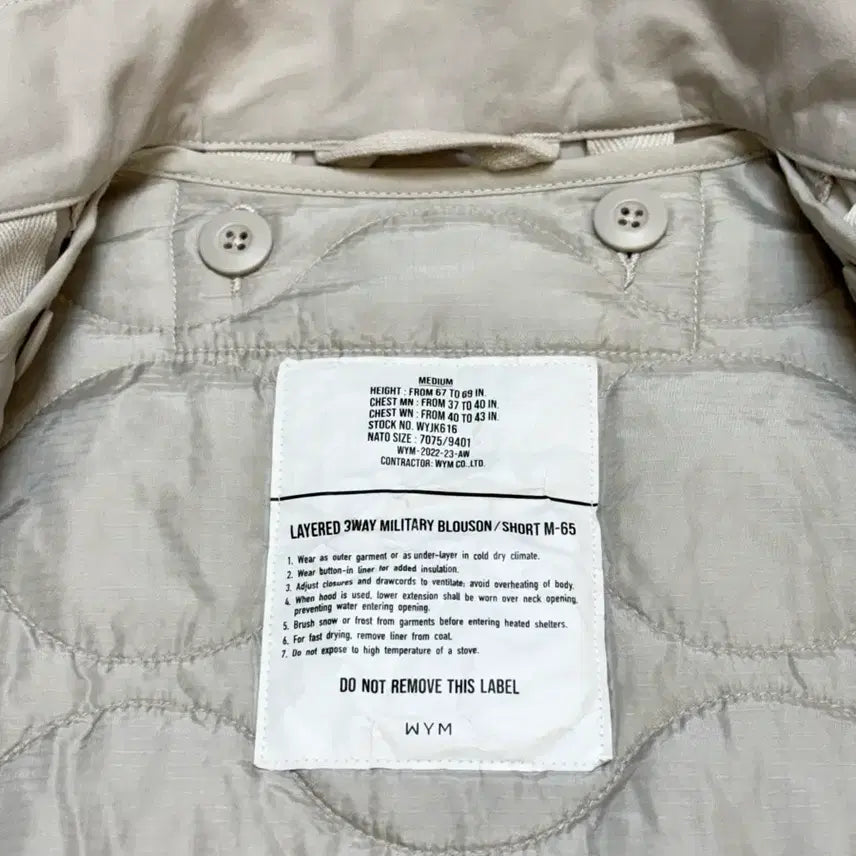 MEDIUM
HEIGHT : FROM 67 TO 69 IN.
CHEST MN : FROM 37 TO 40 IN.
CHEST WN : FROM 40 TO 43 IN.
STOCK NO. WYJK616
NATO SIZE : 7075/9401
WYM-2022-23-AW
CONTRACTOR: WYM CO.,LTD.
LAYERED 3WAY MILITARY BLOUSON/SHORT M-65
1. Wear as outer garment or as under-layer in cold dry climate.
2. Wear button-in liner for added insulation.
3. Adjust closures and drawcords to ventilate; avoid overheating of body.
4. When hood is used, lower extension shall be worn over neck opening,
preventing water entering opening.
5. Brush snow or frost from garments before entering heated shelters.
6. For fast drying, remove liner from coat.
7. Do not expose to high temperature of a stove.
DO NOT REMOVE THIS LABEL
WYM